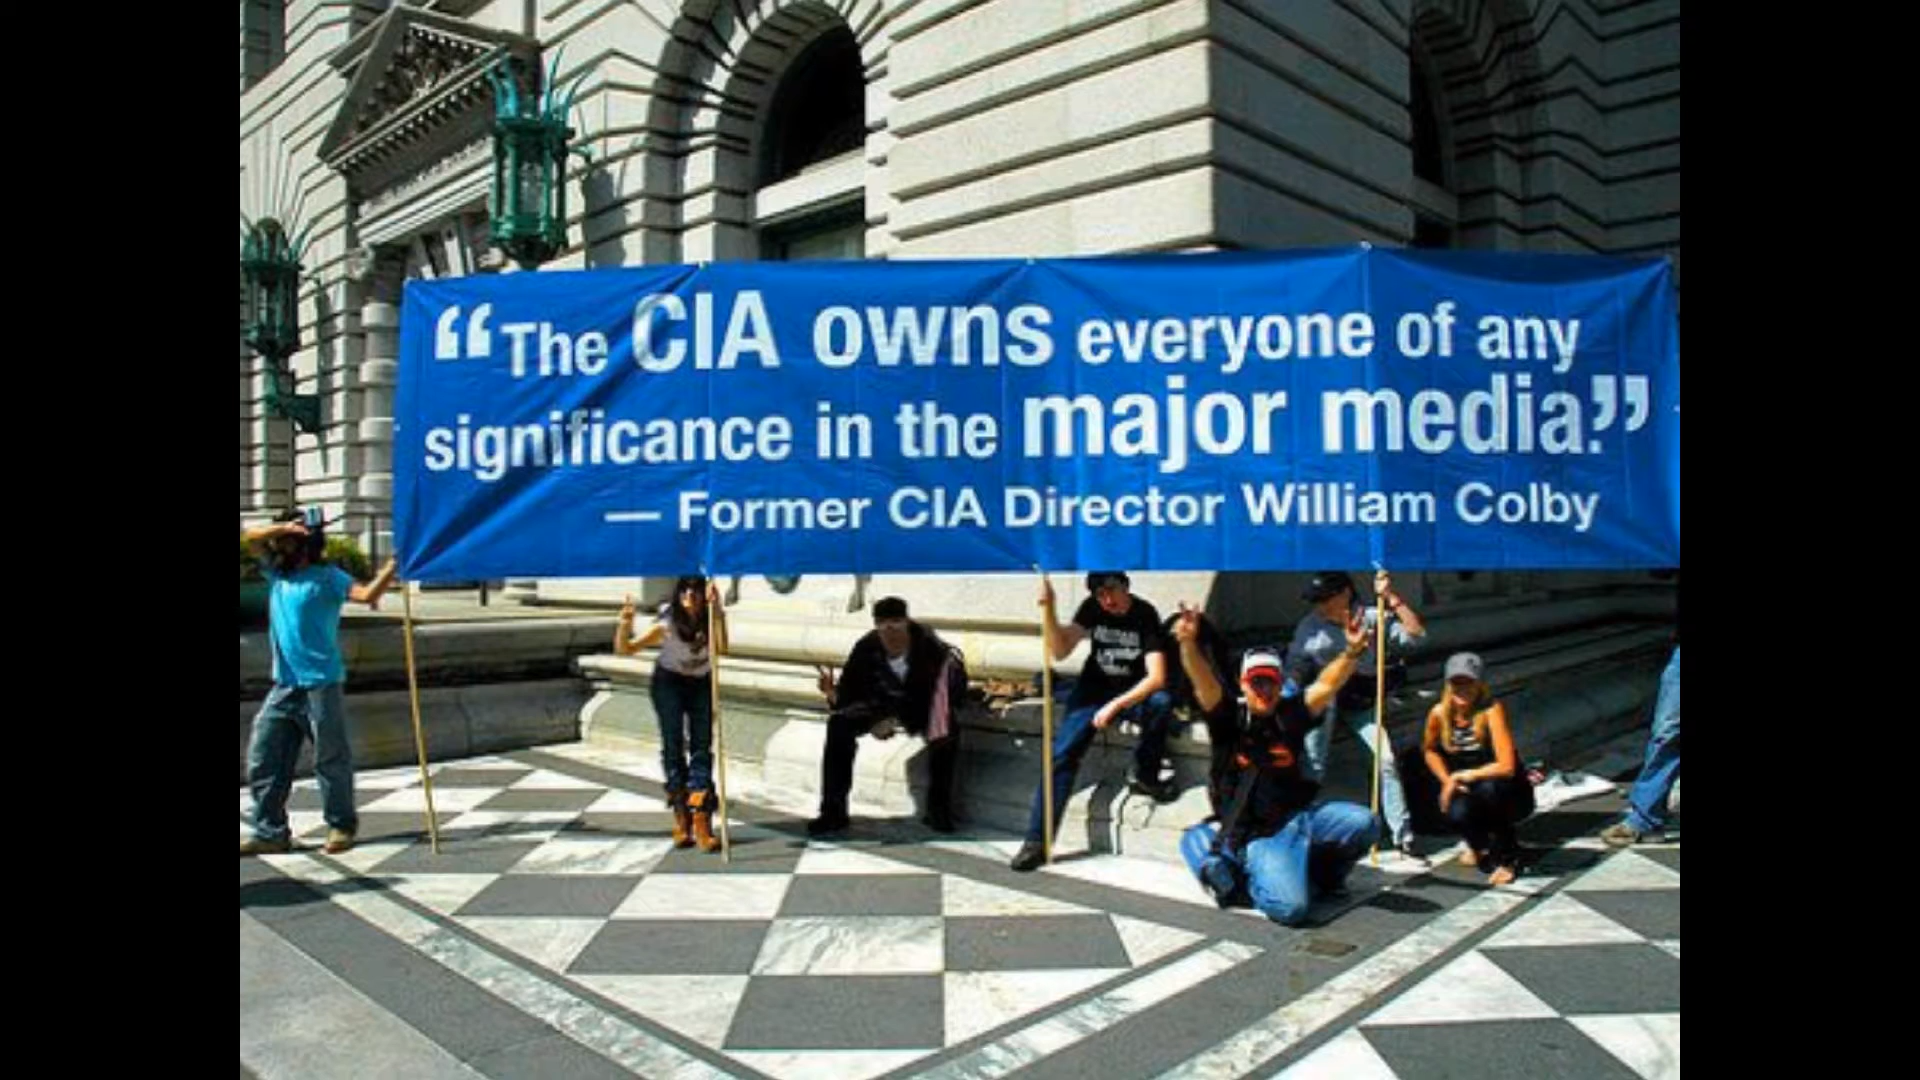 “The CIA owns everyone of any
significance in the major media.”
— Former CIA Director William Colby